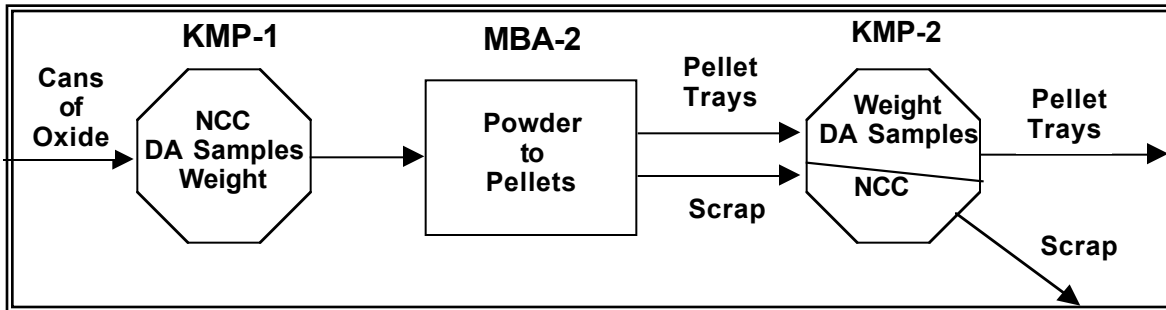 KMP-1
MBA-2
KMP-2
Cans
of
Oxide
NCC
DA Samples
Weight
Powder
to
Pellets
Pellet
Trays
Scrap
Weight
DA Samples
NCC
Pellet
Trays
Scrap